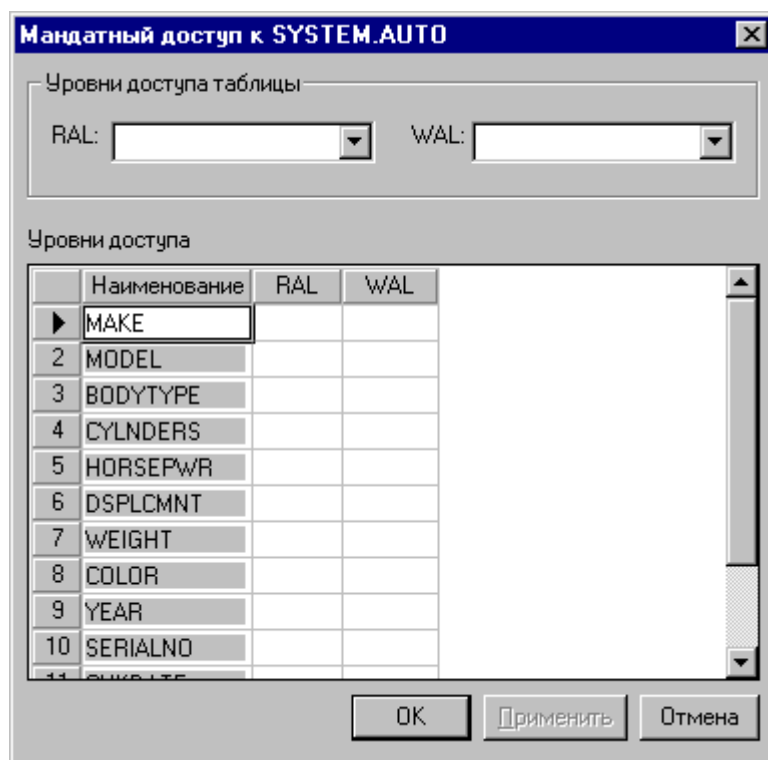 Мандатный доступ к SYSTEM.AUTO
Уровни доступа таблицы
RAL: WAL:
Уровни доступа
Наименование RAL WAL
MAKE
2 MODEL
3 BODYTYPE
4 CYLNDERS
5 HORSEPWR
6 DSPLCMNT
7 WEIGHT
8 COLOR
9 YEAR
10 SERIALNO
11
OK Применить Отмена